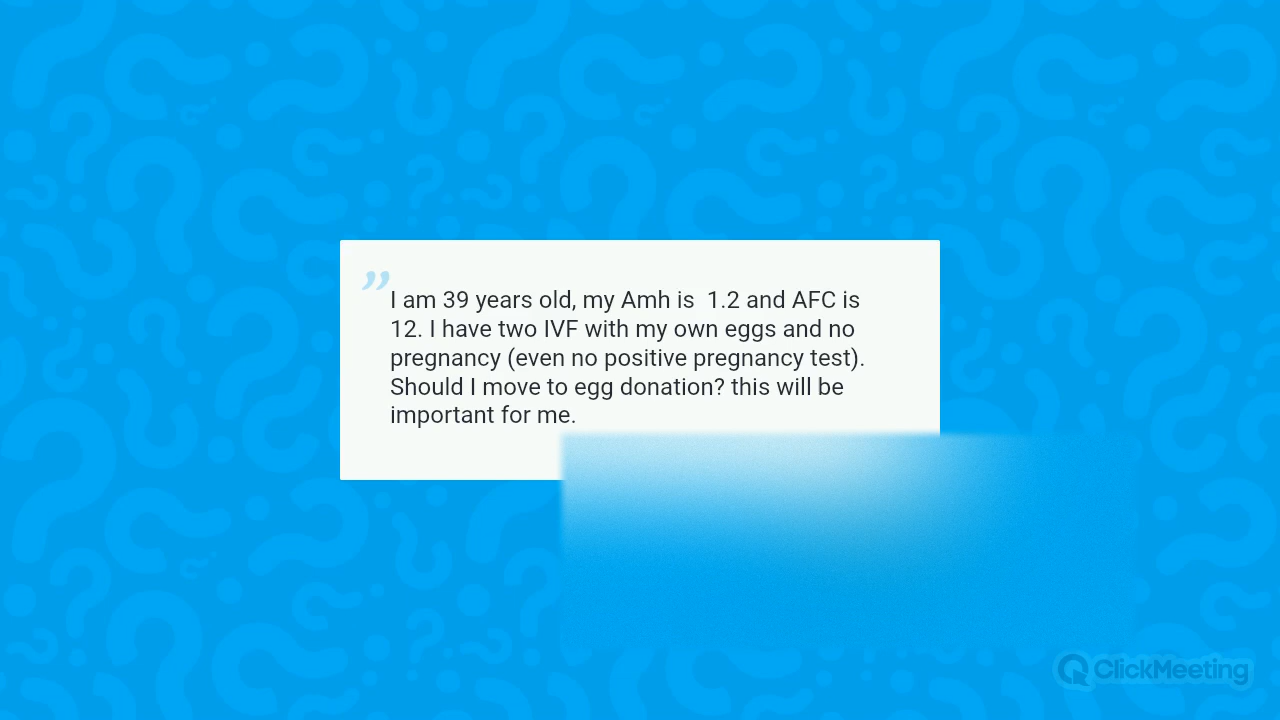 I am 39 years old, my Amh is  1.2 and AFC is
12. I have two IVF with my own eggs and no
pregnancy (even no positive pregnancy test).
Should I move to egg donation? this will be
important for me.
ClickMeeting